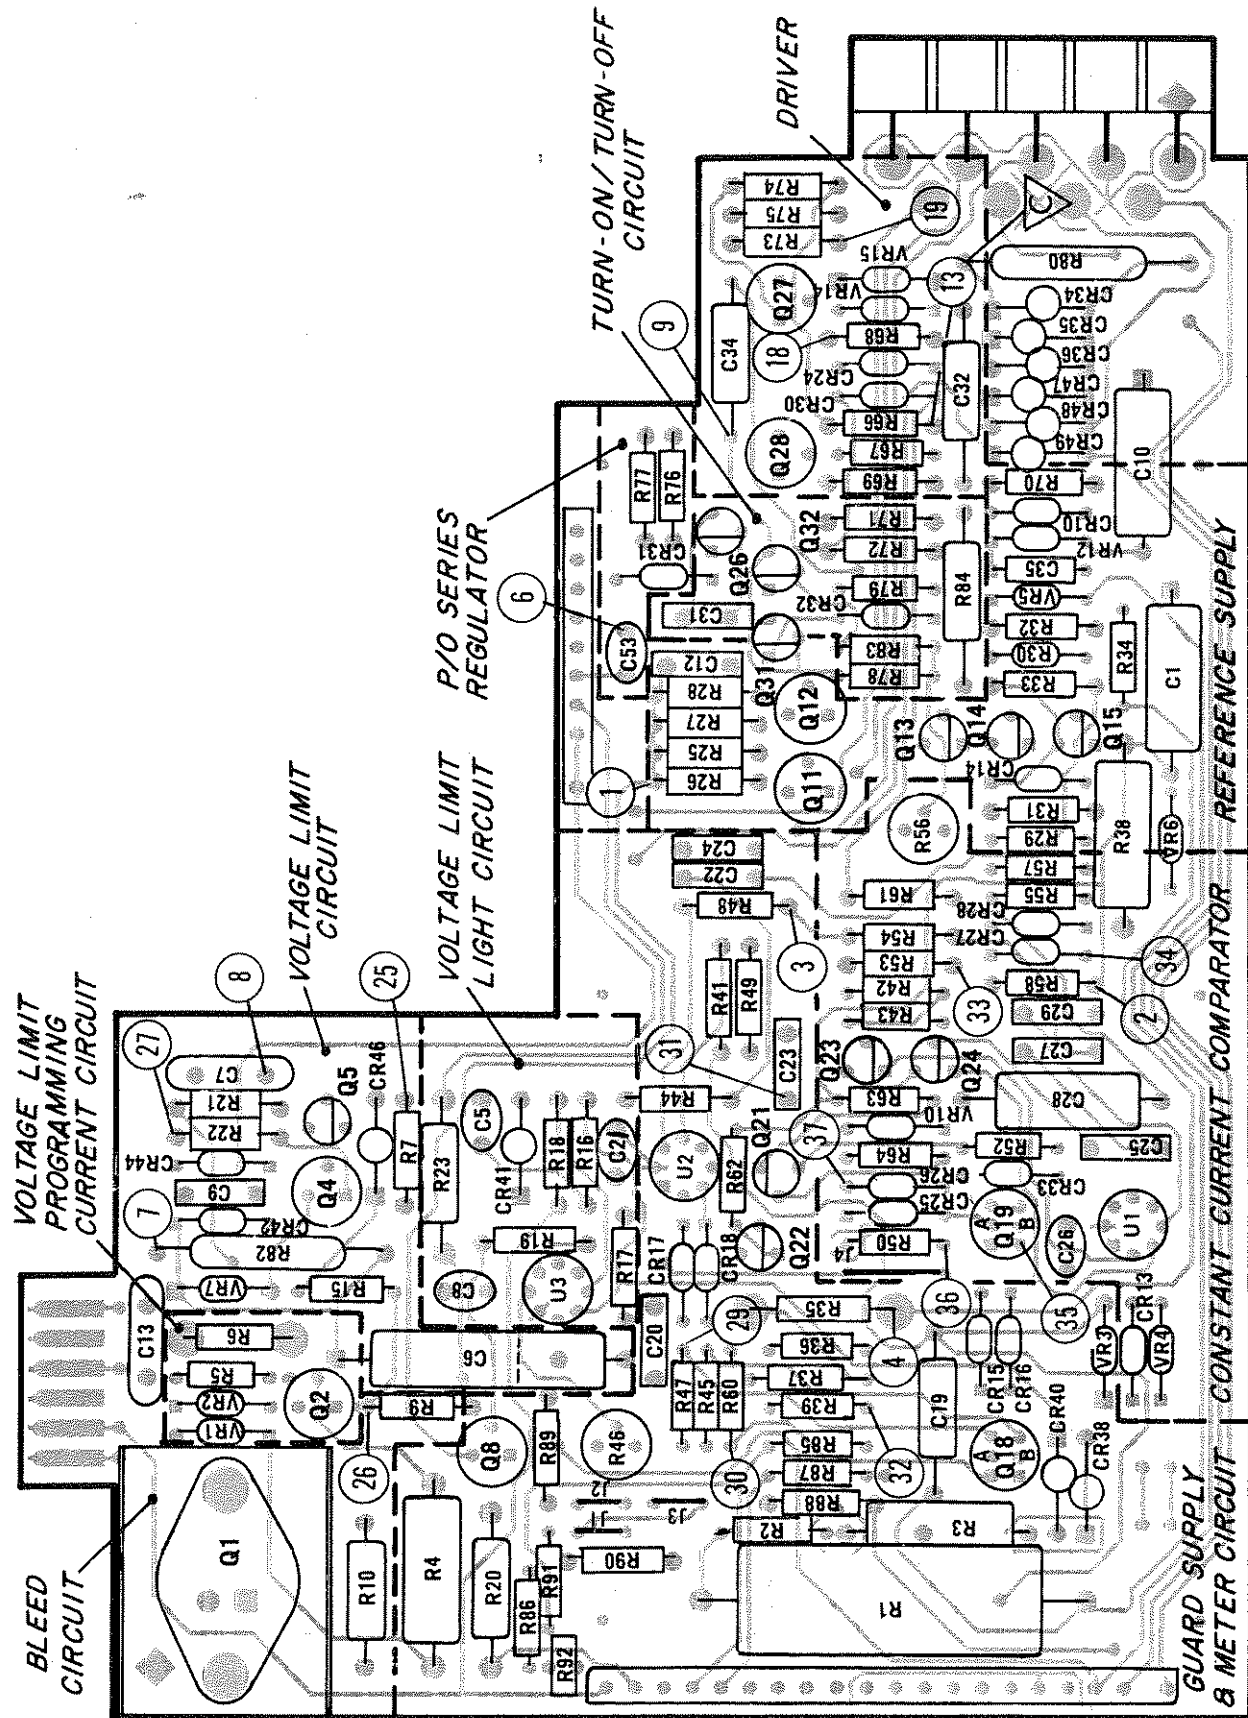 BLEED
CIRCUIT
VOLTAGE LIMIT
PROGRAMMING
CURRENT CIRCUIT
VOLTAGE LIMIT
CIRCUIT
VOLTAGE LIMIT
LIGHT CIRCUIT
P/O SERIES
REGULATOR
TURN-ON/TURN-OFF
CIRCUIT
DRIVER
GUARD SUPPLY
& METER CIRCUIT
CONSTANT CURRENT COMPARATOR
REFERENCE SUPPLY
Q1
C13
VR7
R6
R5
VR2
VR1
Q2
R15
R82
7
CR42
C9
CR44
27
R22
R21
C7
8
Q5
Q4
CR46
R7
25
R23
C5
CR41
R18
R16
C2
R19
C8
U3
R17
C6
26
R9
Q8
R89
R46
R10
R4
R20
R86
R91
R92
R90
J2
J1
J3
C20
R47
R45
R60
29
30
CR17
CR18
Q22
Q21
R62
U2
R44
31
C23
R41
R49
R48
3
C22
C24
1
R26
R25
R27
R28
C12
C53
6
C31
CR31
R77
R76
Q26
Q32
Q31
Q12
Q11
Q13
Q14
Q15
CR14
R56
9
C34
Q28
Q27
18
R74
R75
R73
19
VR15
VR14
R68
CR24
CR30
R66
R67
R69
R71
R72
R79
CR32
R83
R78
R84
C32
13
C
R80
CR34
CR35
CR36
CR47
CR48
CR49
C10
R70
CR10
VR12
C35
VR5
R32
R30
R33
R34
C1
R31
R29
R57
R55
R38
VR6
CR28
CR27
34
R58
2
C29
C27
R61
R54
R53
R42
R43
33
Q23
Q24
R63
VR10
R64
37
CR26
CR25
R50
J4
36
C28
R52
C25
CR33
Q19
A
B
C26
U1
35
CR15
CR16
VR3
CR13
VR4
CR40
CR38
Q18
A
B
C19
R35
R36
4
R37
R39
R85
R87
R88
32
R2
R3
R1